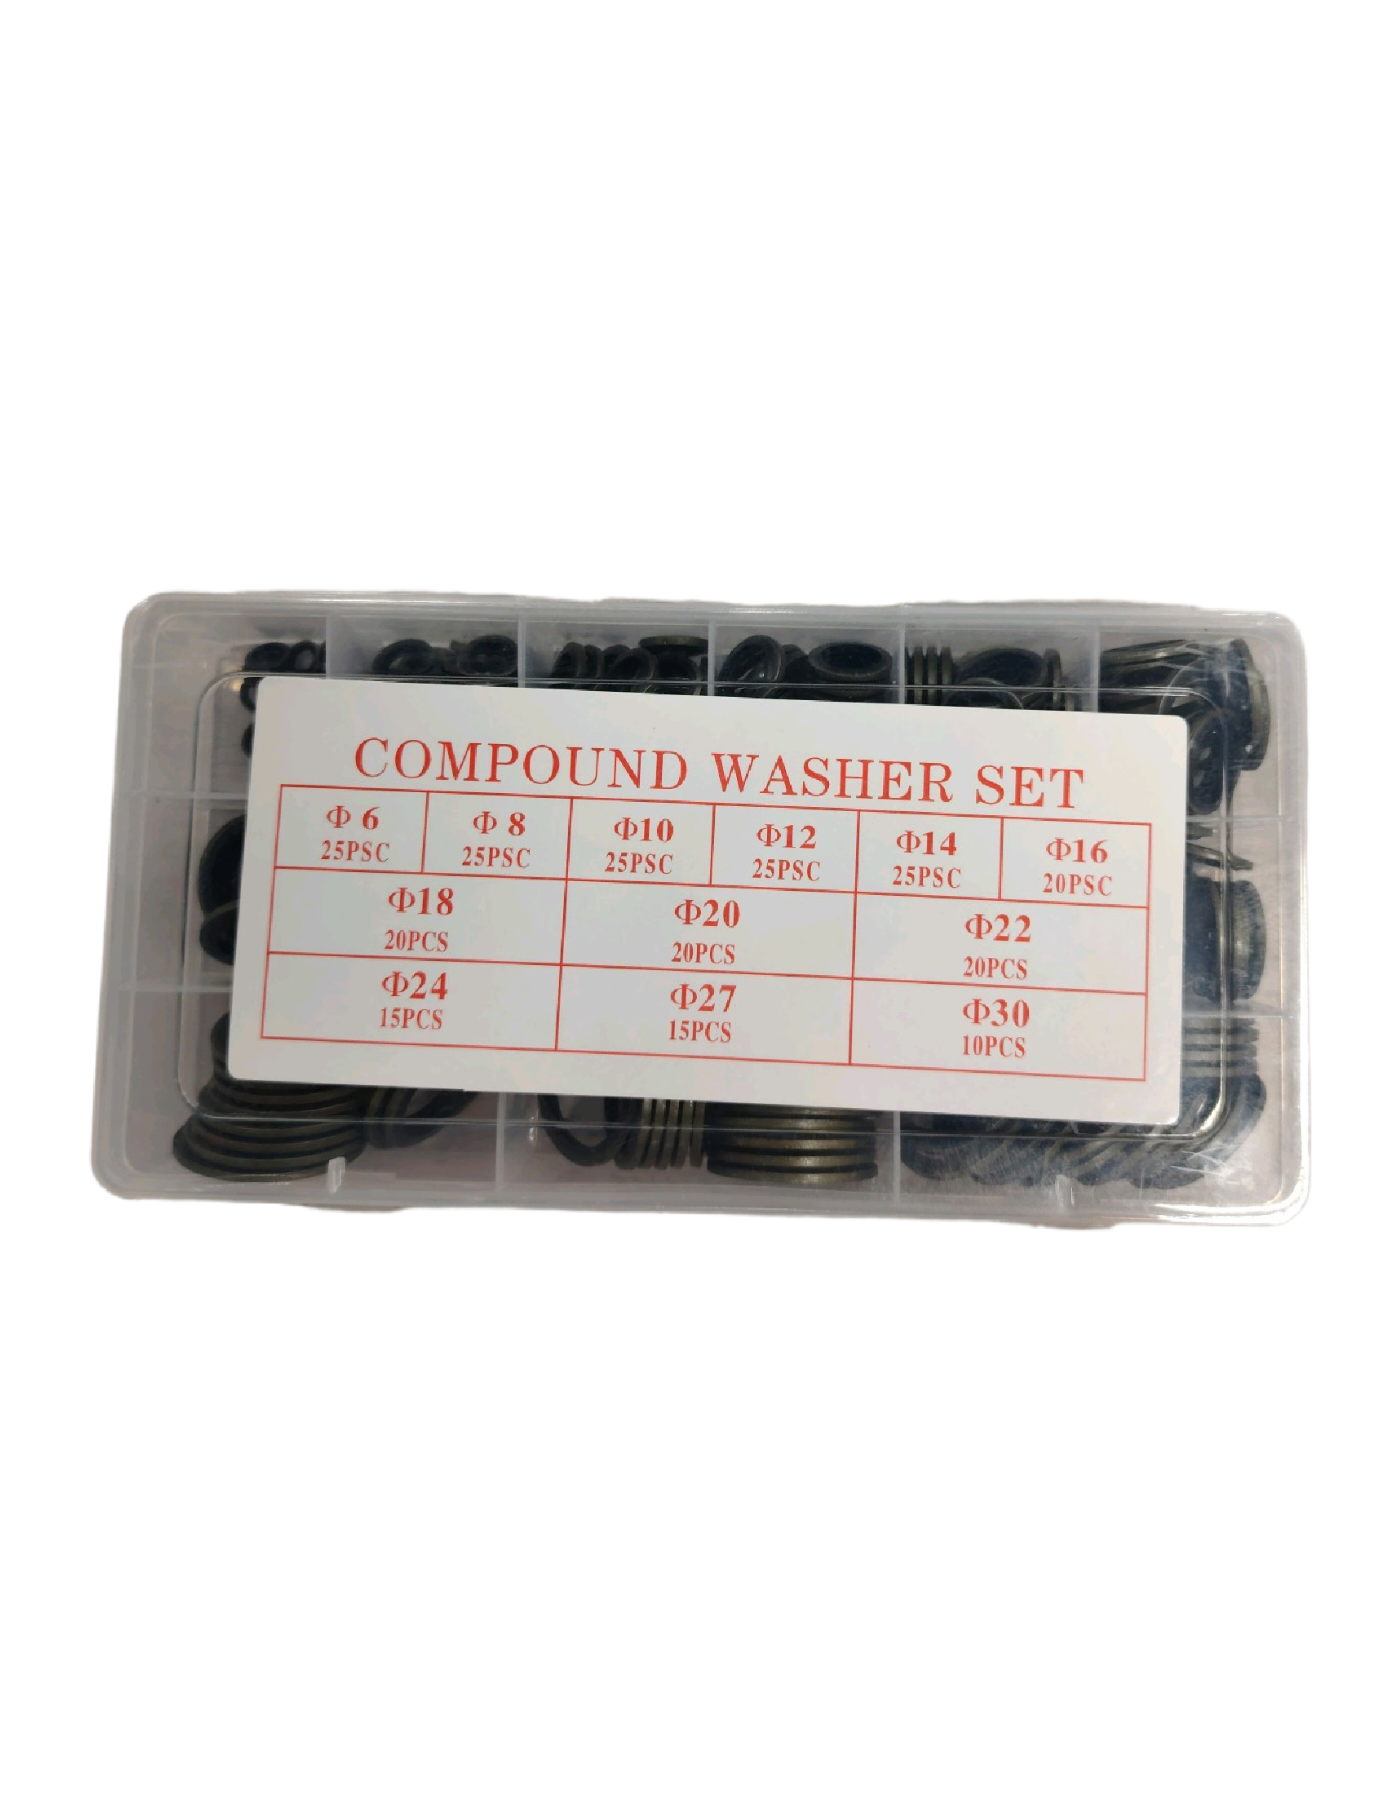 COMPOUND WASHER SET
Φ 6 Φ 8 Φ10 Φ12 Φ14 Φ16
25PSC 25PSC 25PSC 25PSC 25PSC 20PSC
Φ18 Φ20 Φ22
20PCS 20PCS 20PCS
Φ24 Φ27 Φ30
15PCS 15PCS 10PCS